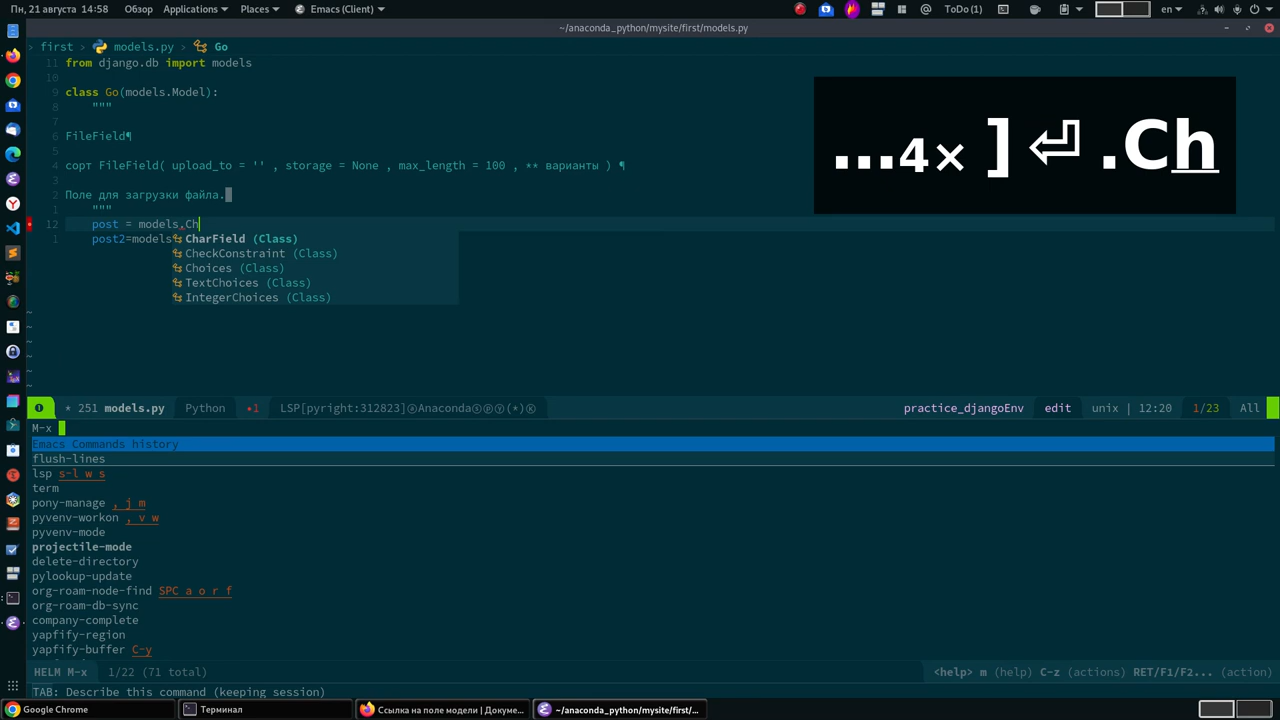 Пн, 21 августа 14:58 Обзор Applications Places Emacs (Client) ToDo (1) en
~/anaconda_python/mysite/first/models.py
first › models.py › Go
11 from django.db import models
10
9 class Go(models.Model):
8 """
7
6 FileField¶
5
4 сорт FileField( upload_to = '' , storage = None , max_length = 100 , ** варианты ) ¶
3
2 Поле для загрузки файла.
1 """
12 post = models.Ch
1 post2=models
CharField (Class)
CheckConstraint (Class)
Choices (Class)
TextChoices (Class)
IntegerChoices (Class)
...4× ]⏎ .Ch
~
~
~
~
~
~
* 251 models.py Python •1 LSP[pyright:312823]ⓐAnacondaⓢⓟⓨ(*)Ⓚ practice_djangoEnv edit unix | 12:20 1/23 All
M-x
Emacs Commands history
flush-lines
lsp s-l w s
term
pony-manage , j m
pyvenv-workon , v w
pyvenv-mode
projectile-mode
delete-directory
pylookup-update
org-roam-node-find SPC a o r f
org-roam-db-sync
company-complete
yapfify-region
yapfify-buffer C-y
HELM M-x 1/22 (71 total) <help> m (help) C-z (actions) RET/F1/F2... (action)
TAB: Describe this command (keeping session)
Google Chrome Терминал Ссылка на поле модели | Докуме... ~/anaconda_python/mysite/first/...